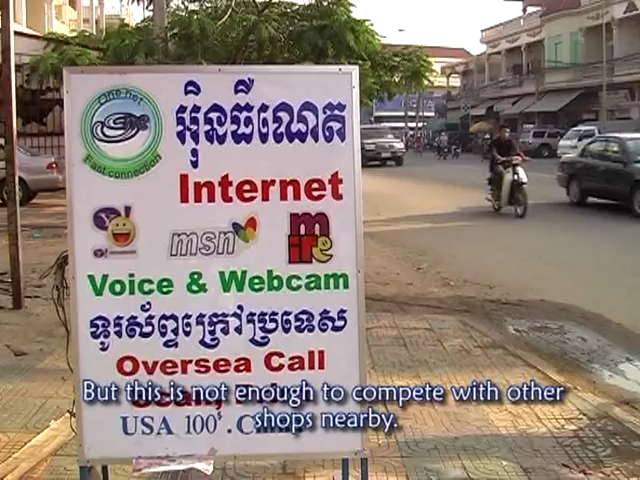 One net
Fast connection
អ៊ិនធឺណេត
Internet
msn
mIRC
Voice & Webcam
ទូរស័ព្ទក្រៅប្រទេស
Oversea Call
But this is not enough to compete with other
shops nearby.
USA 100